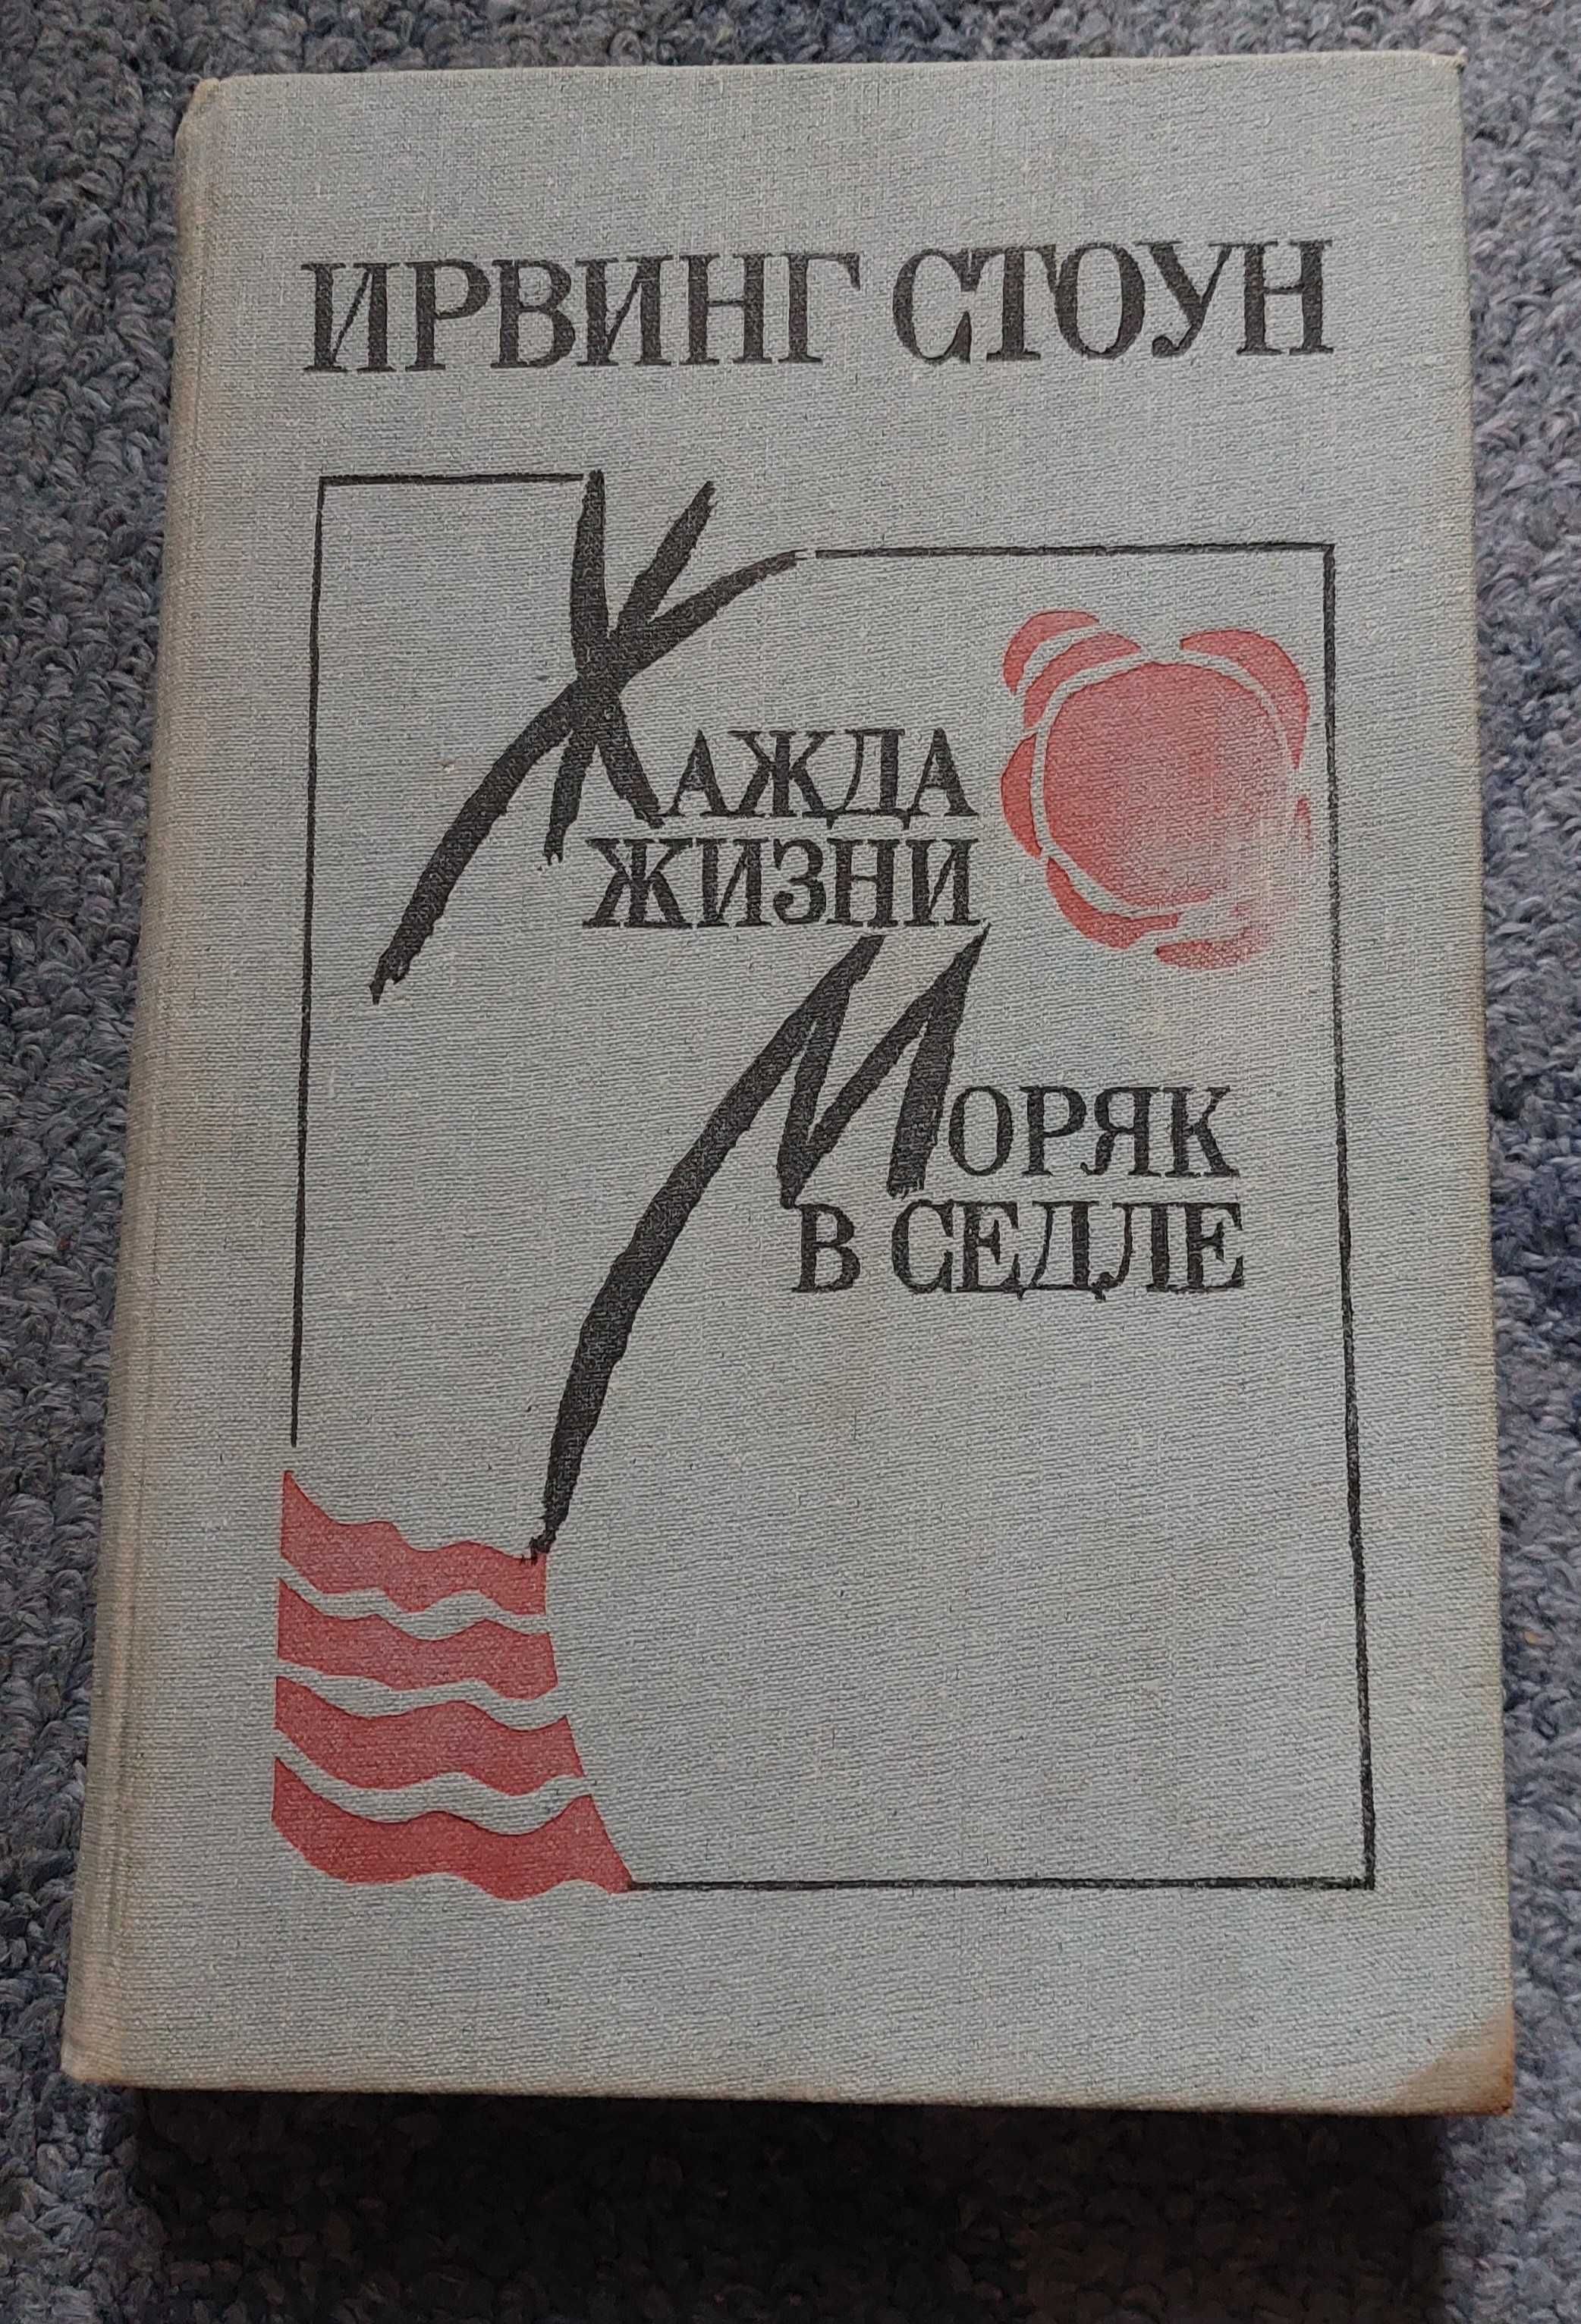 ИРВИНГ СТОУН
ЖАЖДА
ЖИЗНИ
МОРЯК
В СЕДЛЕ